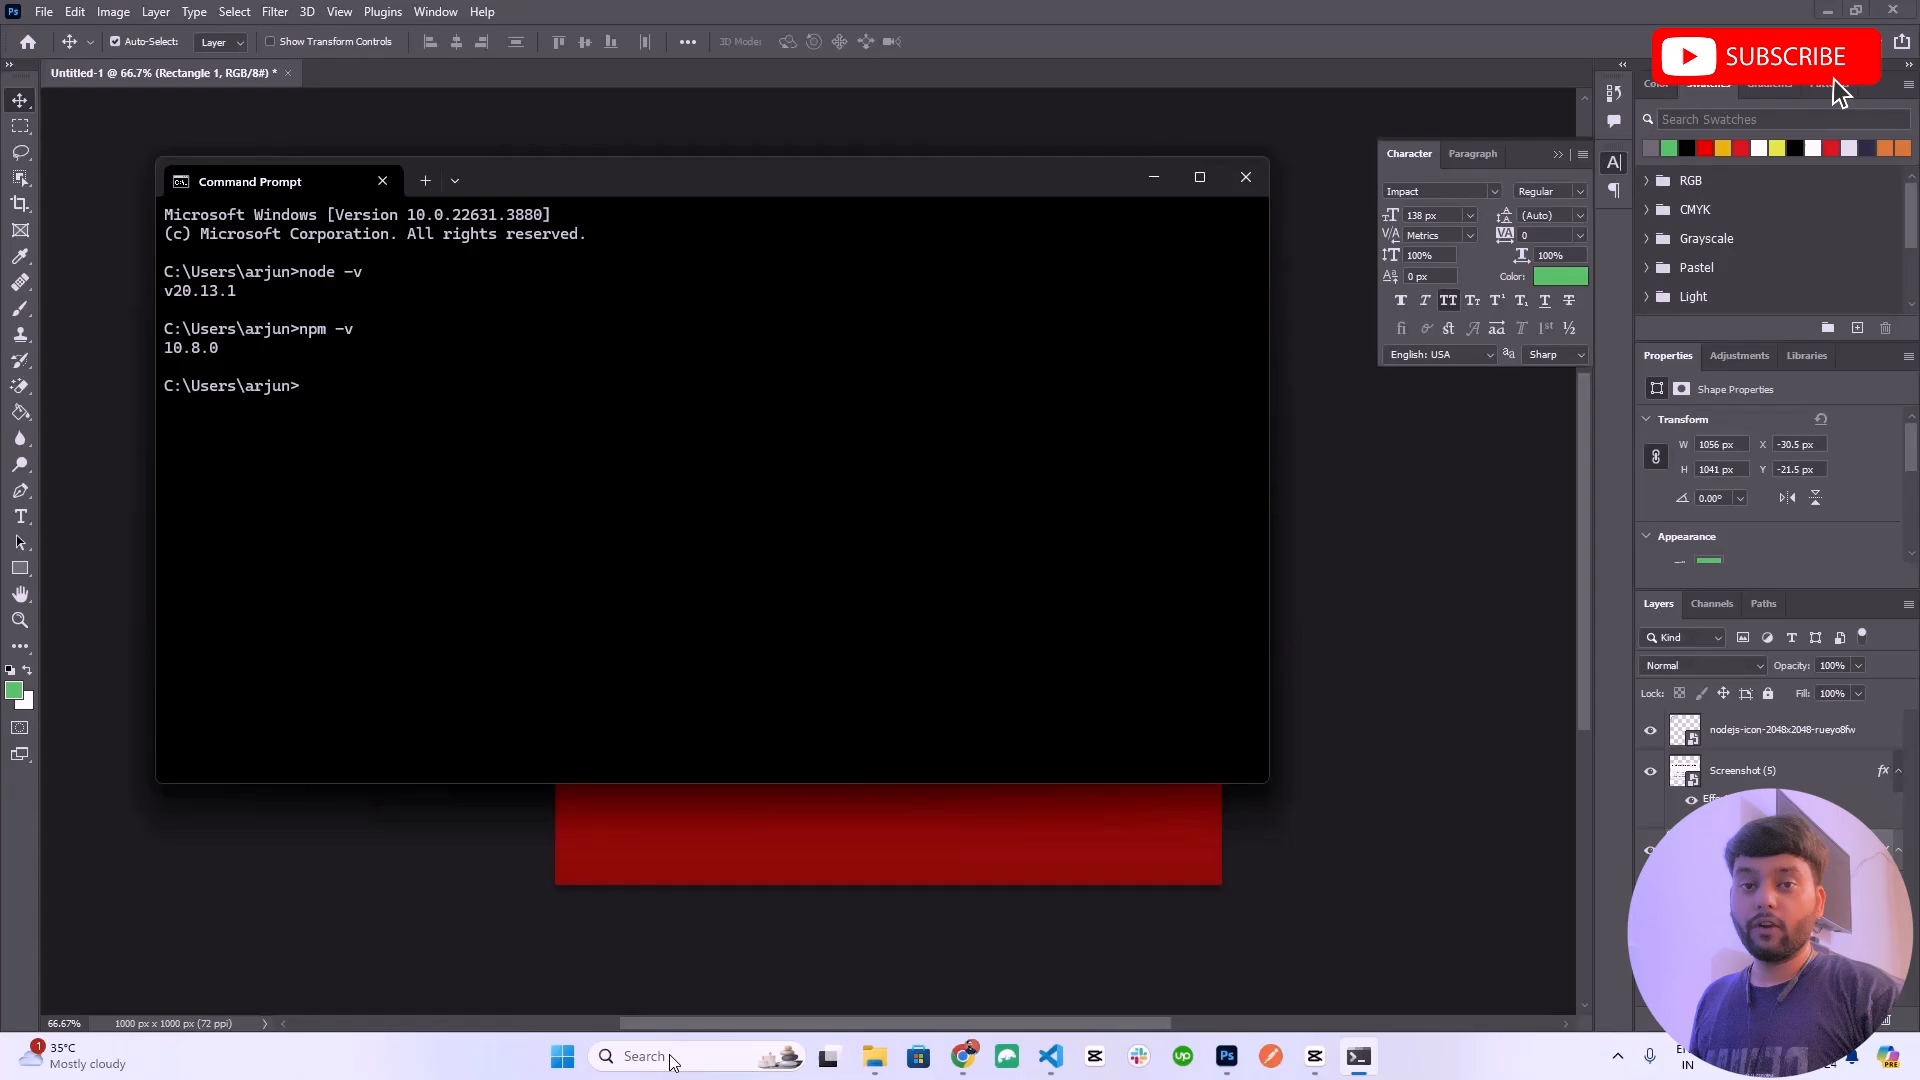 Ps File Edit Image Layer Type Select Filter 3D View Plugins Window Help
Auto-Select: Layer Show Transform Controls 3D Mode:
SUBSCRIBE
Untitled-1 @ 66.7% (Rectangle 1, RGB/8#) *
Search Swatches
Command Prompt
Microsoft Windows [Version 10.0.22631.3880]
(c) Microsoft Corporation. All rights reserved.
C:\Users\arjun>node -v
v20.13.1
C:\Users\arjun>npm -v
10.8.0
C:\Users\arjun>
Character Paragraph
Impact Regular
138 px (Auto)
Metrics 0
100% 100%
0 px Color:
English: USA Sharp
RGB
CMYK
Grayscale
Pastel
Light
Properties Adjustments Libraries
Shape Properties
Transform
W 1056 px X -30.5 px
H 1041 px Y -21.5 px
0.00°
Appearance
Layers Channels Paths
Kind
Normal Opacity: 100%
Lock: Fill: 100%
nodejs-icon-2048x2048-rueyo8fw
Screenshot (5) fx
66.67% 1000 px x 1000 px (72 ppi)
1 35°C
Mostly cloudy
Search
IN